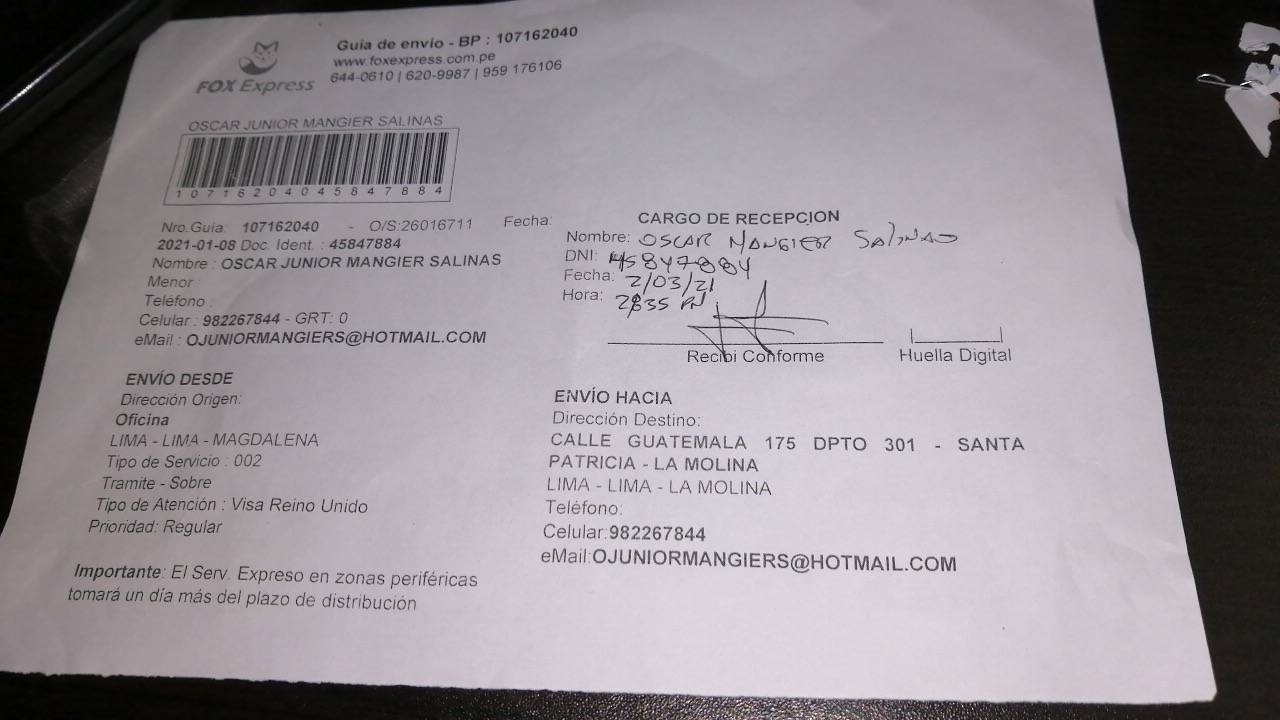 Guia de envío - BP : 107162040
www.foxexpress.com.pe
644-0610 | 620-9987 | 959 176106
FOX Express
OSCAR JUNIOR MANGIER SALINAS
10716204045847884
Nro.Guia: 107162040 - O/S:26016711 Fecha:
2021-01-08 Doc. Ident. : 45847884
Nombre : OSCAR JUNIOR MANGIER SALINAS
Menor :
Teléfono :
Celular : 982267844 - GRT: 0
eMail : OJUNIORMANGIERS@HOTMAIL.COM
CARGO DE RECEPCION
Nombre: OSCAR MANGIER SALINAS
DNI: 45847884
Fecha: 2/03/21
Hora:
Recibi Conforme
Huella Digital
ENVÍO DESDE
Dirección Origen:
Oficina
LIMA - LIMA - MAGDALENA
Tipo de Servicio : 002
Tramite - Sobre
Tipo de Atención : Visa Reino Unido
Prioridad: Regular
ENVÍO HACIA
Dirección Destino:
CALLE GUATEMALA 175 DPTO 301 - SANTA
PATRICIA - LA MOLINA
LIMA - LIMA - LA MOLINA
Teléfono:
Celular:982267844
eMail:OJUNIORMANGIERS@HOTMAIL.COM
Importante: El Serv. Expreso en zonas periféricas
tomará un día más del plazo de distribución